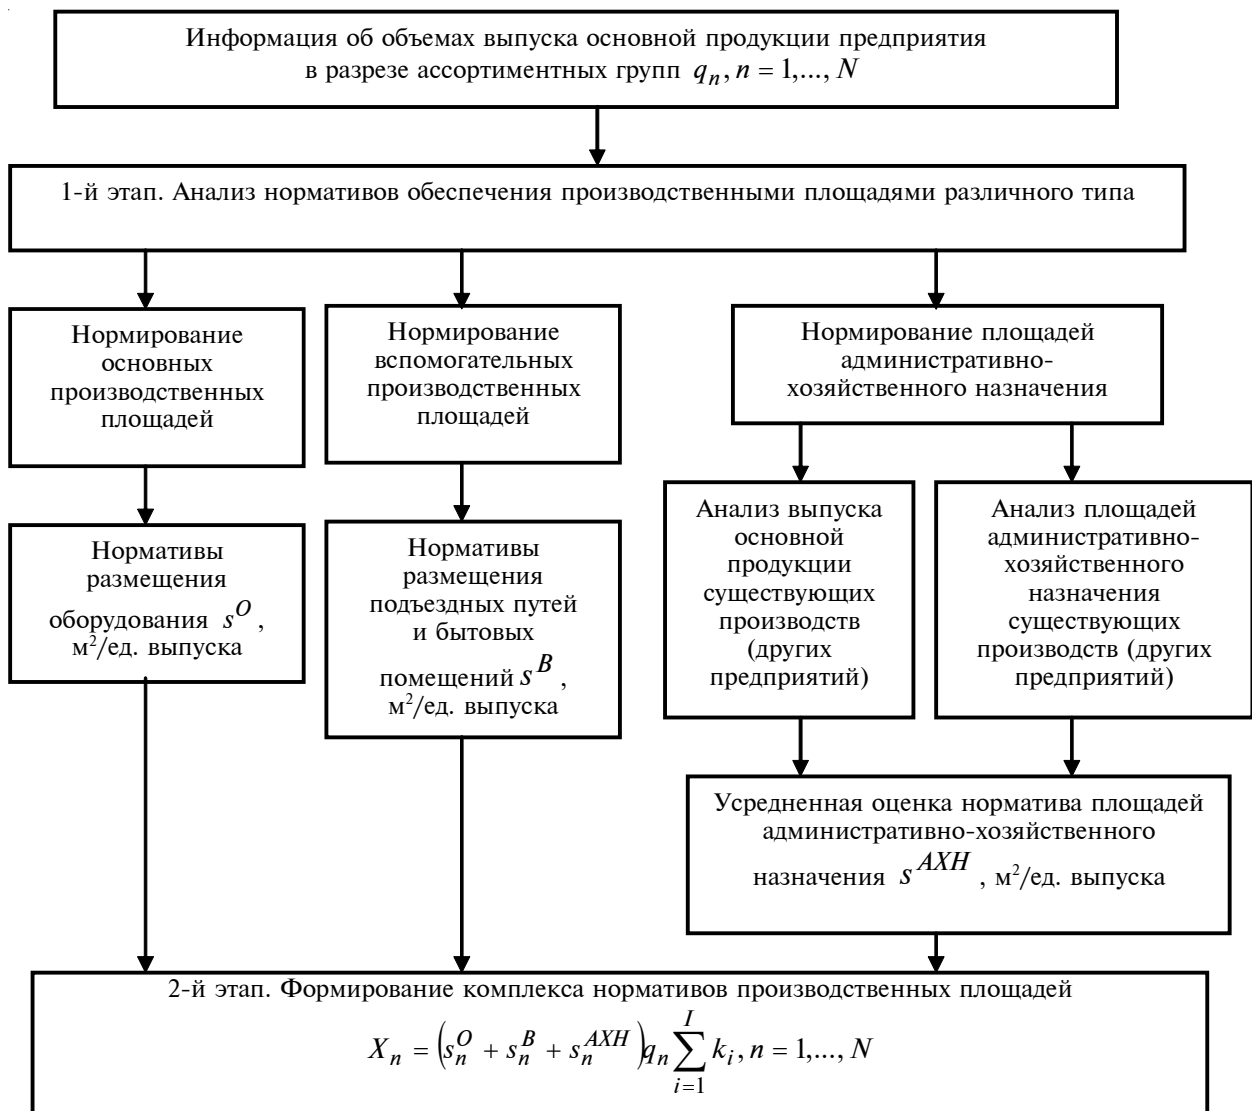 Информация об объемах выпуска основной продукции предприятия
в разрезе ассортиментных групп q_n, n = 1,..., N
1-й этап. Анализ нормативов обеспечения производственными площадями различного типа
Нормирование
основных
производственных
площадей
Нормирование
вспомогательных
производственных
площадей
Нормирование площадей
административно-
хозяйственного назначения
Нормативы
размещения
оборудования s^O ,
м²/ед. выпуска
Нормативы
размещения
подъездных путей
и бытовых
помещений s^B ,
м²/ед. выпуска
Анализ выпуска
основной
продукции
существующих
производств
(других
предприятий)
Анализ площадей
административно-
хозяйственного
назначения
существующих
производств (других
предприятий)
Усредненная оценка норматива площадей
административно-хозяйственного
назначения s^{AXH} , м²/ед. выпуска
2-й этап. Формирование комплекса нормативов производственных площадей
X_n = (s_n^O + s_n^B + s_n^{AXH}) q_n \sum_{i=1}^{I} k_i, n = 1,..., N